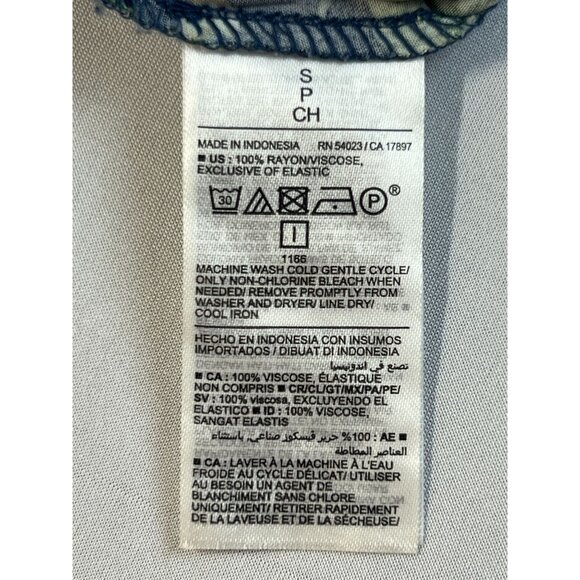 S
P
CH
MADE IN INDONESIA RN 54023 / CA 17897
■ US : 100% RAYON/VISCOSE,
EXCLUSIVE OF ELASTIC
30 P ®
I
1166
MACHINE WASH COLD GENTLE CYCLE/
ONLY NON-CHLORINE BLEACH WHEN
NEEDED/ REMOVE PROMPTLY FROM
WASHER AND DRYER/ LINE DRY/
COOL IRON
HECHO EN INDONESIA CON INSUMOS
IMPORTADOS / DIBUAT DI INDONESIA
تصنع في اندونيسيا
■ CA : 100% VISCOSE, ÉLASTIQUE
NON COMPRIS ■ CR/CL/GT/MX/PA/PE/
SV : 100% viscosa, EXCLUYENDO EL
ELASTICO ■ ID : 100% VISCOSE,
SANGAT ELASTIS
■ AE : 100% حرير فيسكوز صناعي, باستثناء
العناصر المطاطة
■ CA : LAVER À LA MACHINE À L'EAU
FROIDE AU CYCLE DÉLICAT/ UTILISER
AU BESOIN UN AGENT DE
BLANCHIMENT SANS CHLORE
UNIQUEMENT/ RETIRER RAPIDEMENT
DE LA LAVEUSE ET DE LA SÉCHEUSE/